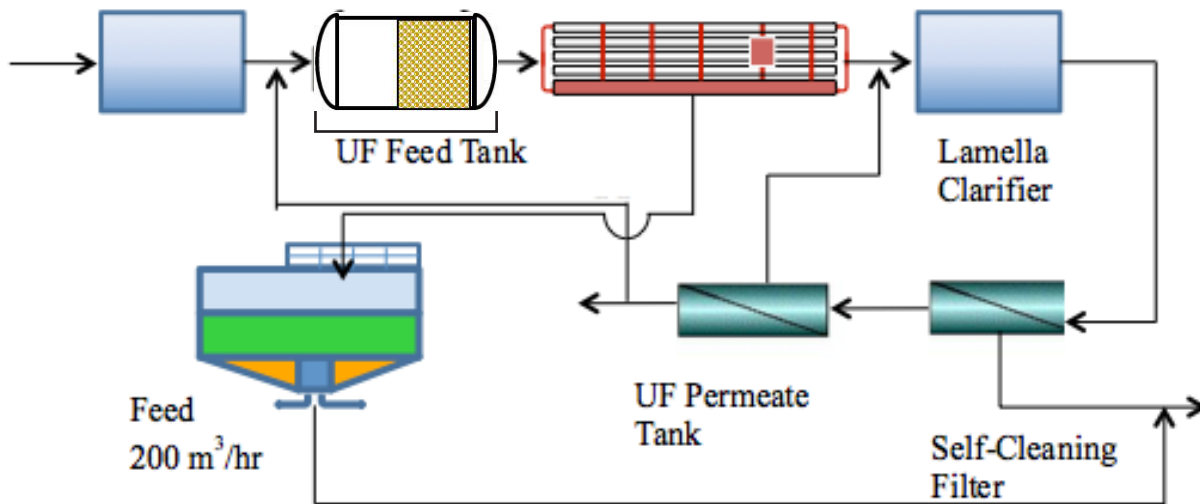 UF Feed Tank
Lamella
Clarifier
Feed
200 m³/hr
UF Permeate
Tank
Self-Cleaning
Filter